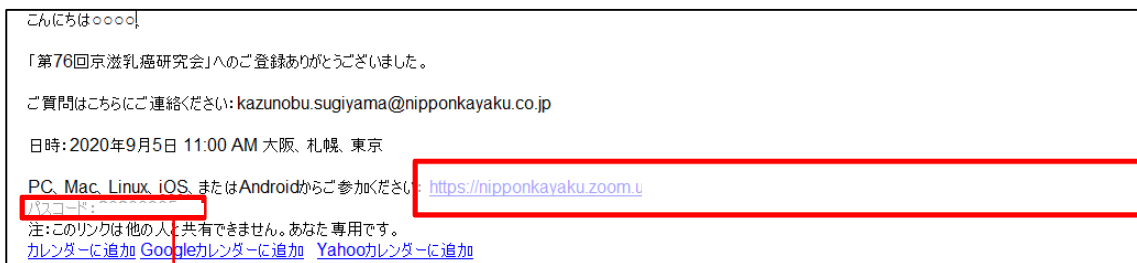 こんにちは○○○○,
「第76回京滋乳癌研究会」へのご登録ありがとうございました。
ご質問はこちらにご連絡ください：kazunobu.sugiyama@nipponkayaku.co.jp
日時：2020年9月5日 11:00 AM 大阪、札幌、東京
PC、Mac、Linux、iOS、またはAndroidからご参加ください： https://nipponkayaku.zoom.u
パスコード：
注：このリンクは他の人と共有できません。あなた専用です。
カレンダーに追加 Googleカレンダーに追加 Yahooカレンダーに追加